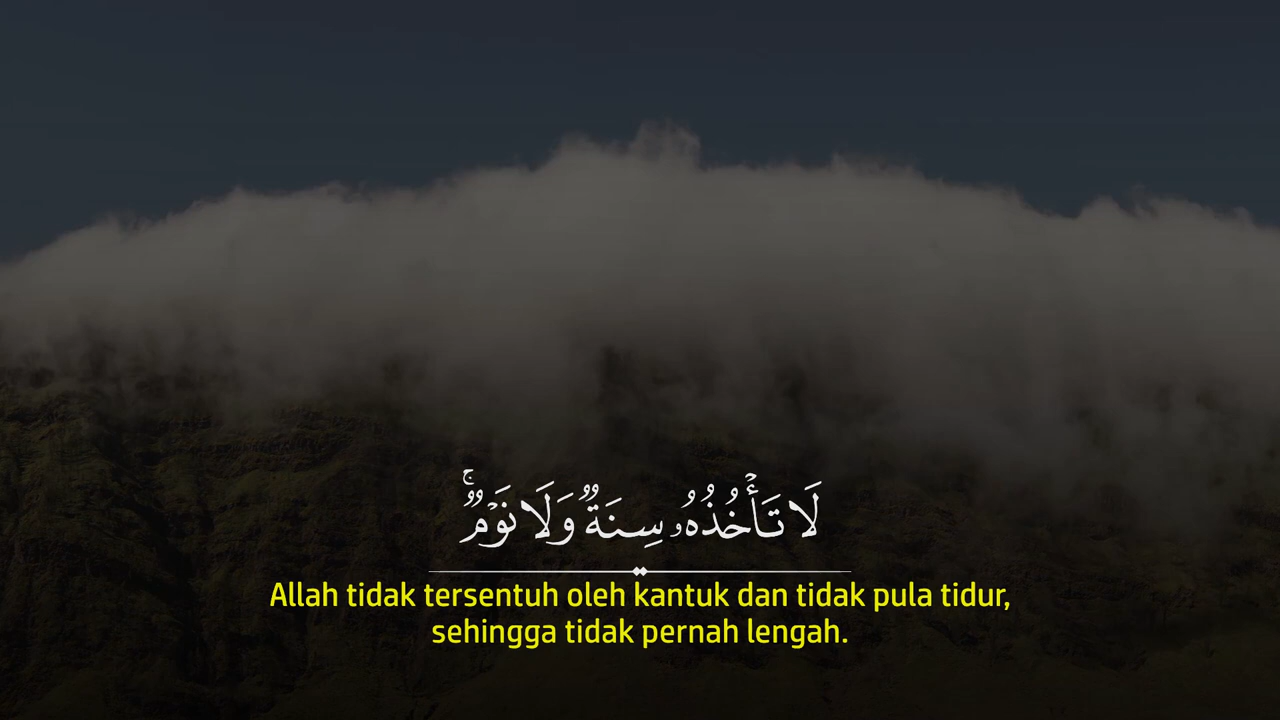 لَا تَأْخُذُهُۥ سِنَةٌ وَلَا نَوْمٌ ۚ
Allah tidak tersentuh oleh kantuk dan tidak pula tidur,
sehingga tidak pernah lengah.